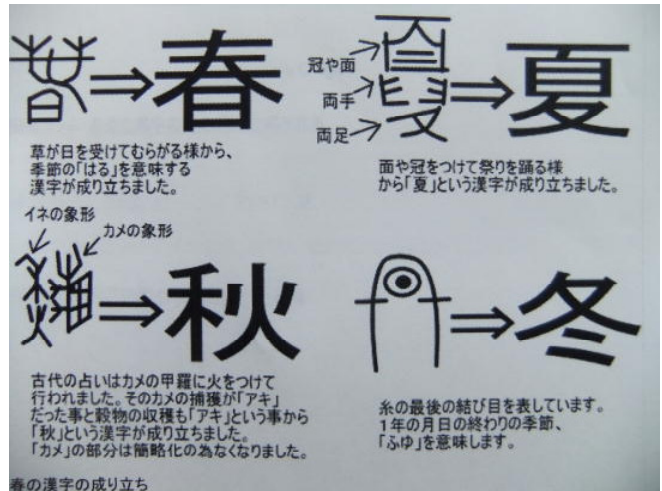 春
草が日を受けてむらがる様から、
季節の「はる」を意味する
漢字が成り立ちました。
冠や面
両手
両足
夏
面や冠をつけて祭りを踊る様
から「夏」という漢字が成り立ちました。
イネの象形
カメの象形
秋
古代の占いはカメの甲羅に火をつけて
行われました。そのカメの捕獲が「アキ」
だった事と穀物の収穫も「アキ」という事から
「秋」という漢字が成り立ちました。
「カメ」の部分は簡略化の為なくなりました。
冬
糸の最後の結び目を表しています。
1年の月日の終わりの季節、
「ふゆ」を意味します。
春の漢字の成り立ち